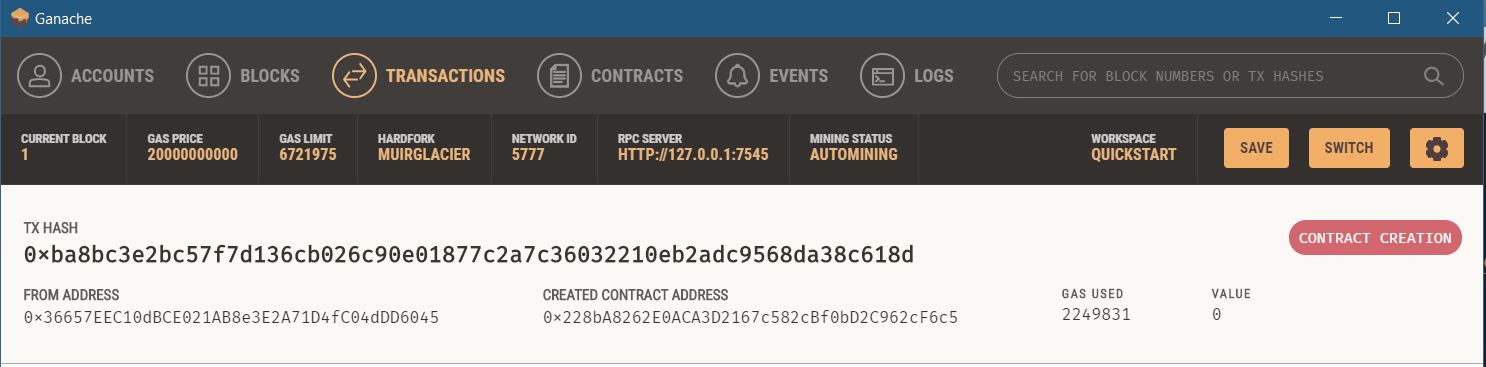 Ganache
ACCOUNTS BLOCKS TRANSACTIONS CONTRACTS EVENTS LOGS SEARCH FOR BLOCK NUMBERS OR TX HASHES
CURRENT BLOCK GAS PRICE GAS LIMIT HARDFORK NETWORK ID RPC SERVER MINING STATUS WORKSPACE
1 20000000000 6721975 MUIRGLACIER 5777 HTTP://127.0.0.1:7545 AUTOMINING QUICKSTART SAVE SWITCH
TX HASH
0×ba8bc3e2bc57f7d136cb026c90e01877c2a7c36032210eb2adc9568da38c618d CONTRACT CREATION
FROM ADDRESS CREATED CONTRACT ADDRESS GAS USED VALUE
0×36657EEC10dBCE021AB8e3E2A71D4fC04dDD6045 0×228bA8262E0ACA3D2167c582cBf0bD2C962cF6c5 2249831 0